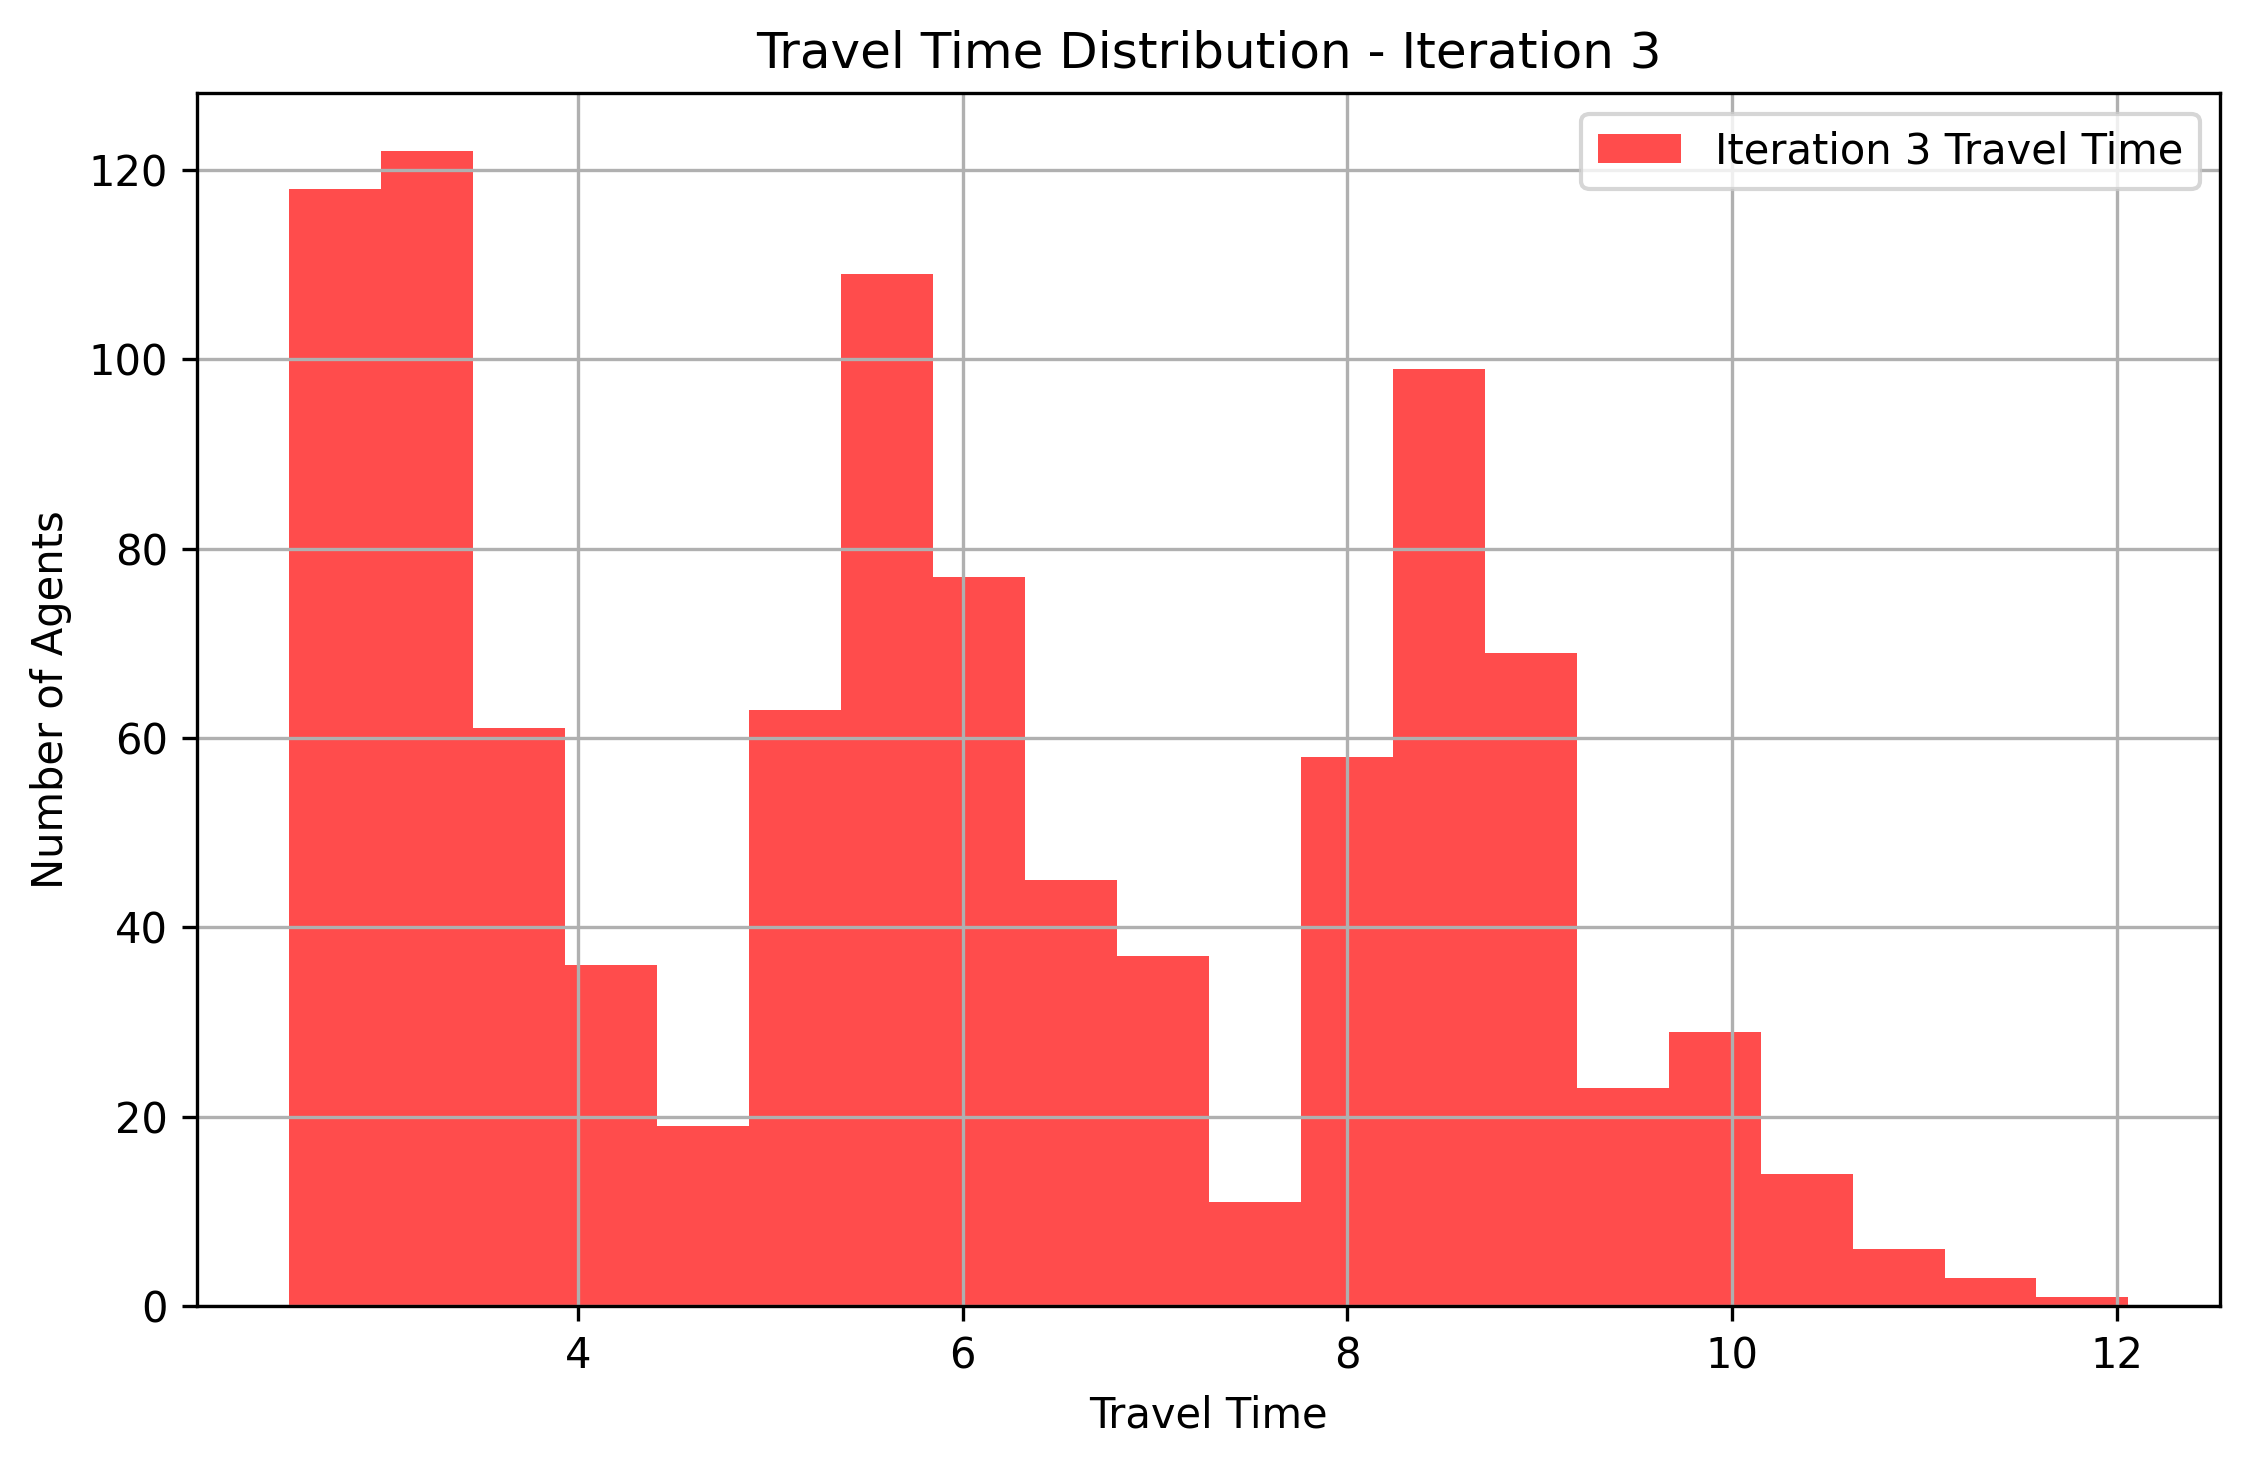 Travel Time Distribution - Iteration 3
Iteration 3 Travel Time
120
100
80
60
40
20
0
Number of Agents
4 6 8 10 12
Travel Time